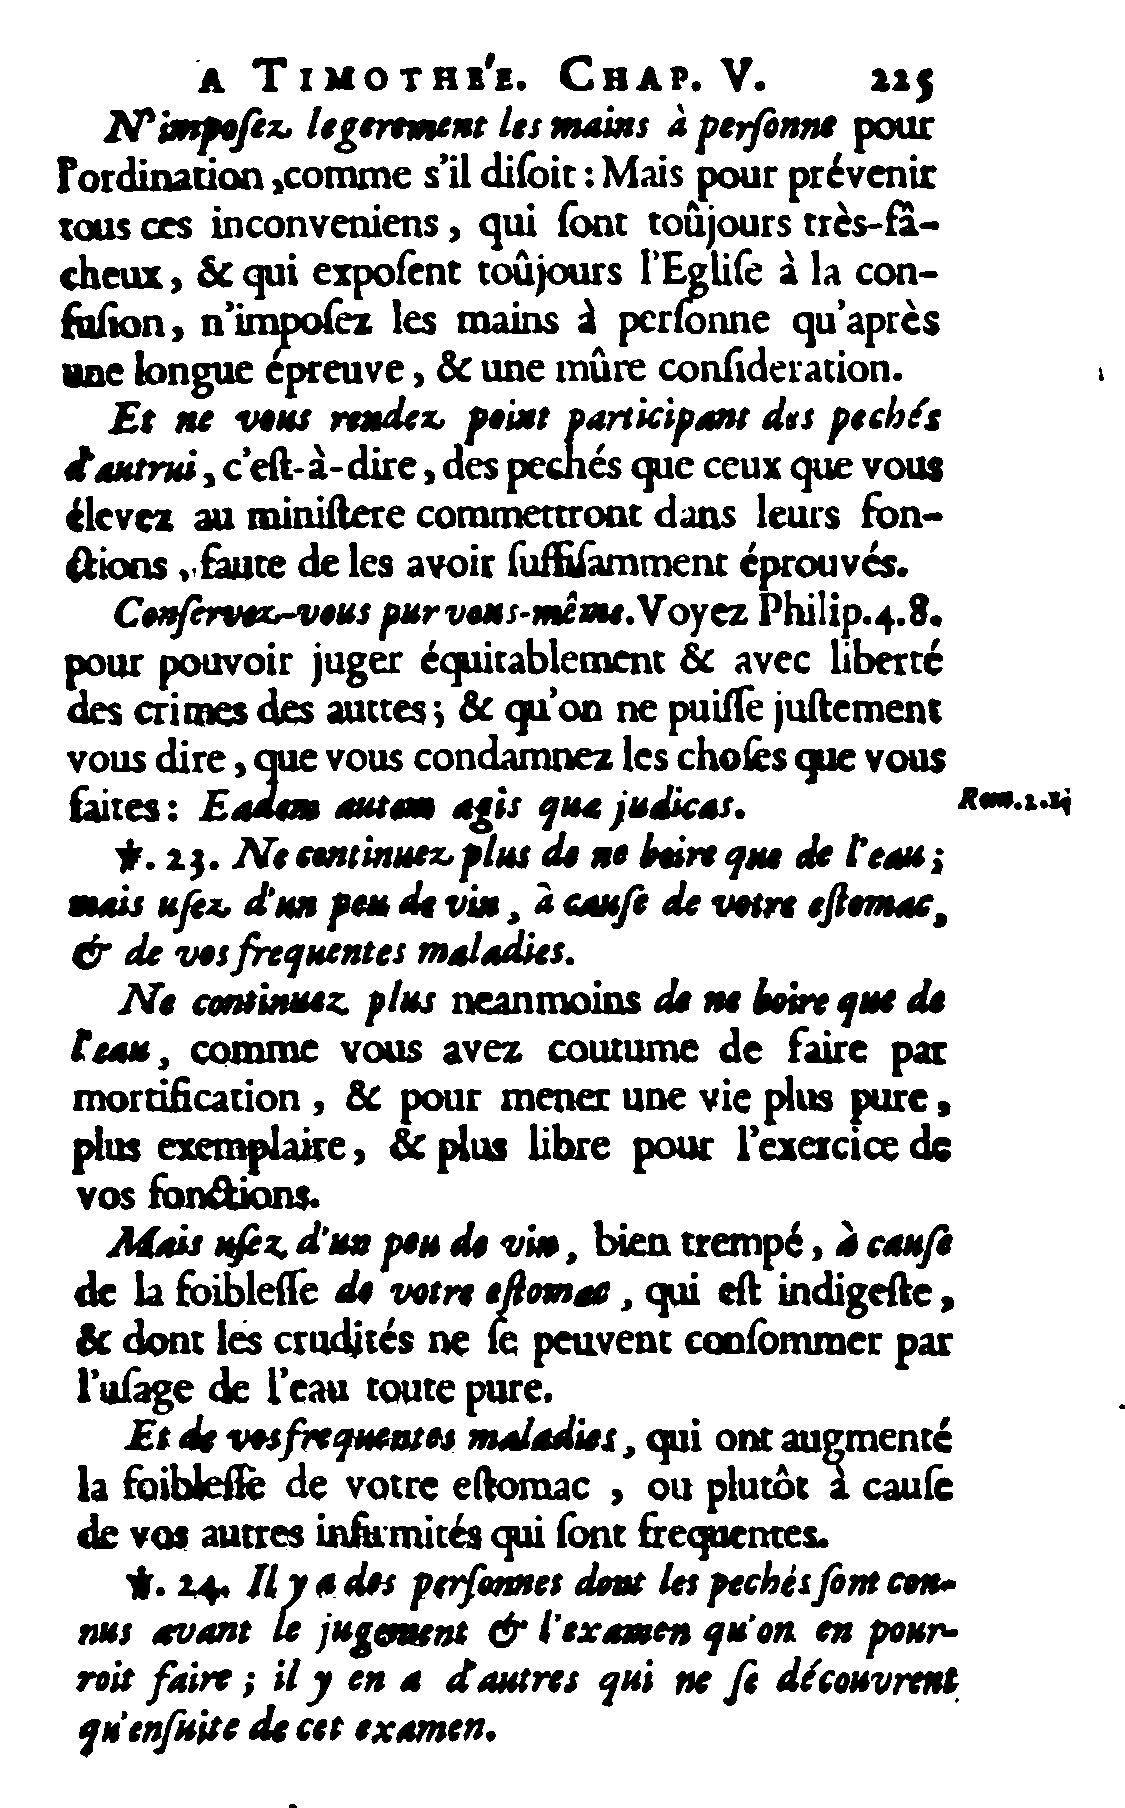 A TIMOTHE'E. CHAP. V. 225
N'imposez legerement les mains à personne pour
l'ordination, comme s'il disoit : Mais pour prévenir
tous ces inconveniens, qui sont toûjours très-fâ-
cheux, & qui exposent toûjours l'Eglise à la con-
fusion, n'imposez les mains à personne qu'après
une longue épreuve, & une mûre consideration.
Et ne vous rendez point participant des pechés
d'autrui, c'est-à-dire, des pechés que ceux que vous
élevez au ministere commettront dans leurs fon-
ctions, faute de les avoir suffisamment éprouvés.
Conservez-vous pur vous-même. Voyez Philip. 4. 8.
pour pouvoir juger équitablement & avec liberté
des crimes des autres ; & qu'on ne puisse justement
vous dire, que vous condamnez les choses que vous
faites : Eadem autem agis quæ judicas.
Rom. 2. 1.
℣. 23. Ne continuez plus de ne boire que de l'eau ;
mais usez d'un peu de vin, à cause de votre estomac,
& de vos frequentes maladies.
Ne continuez plus neanmoins de ne boire que de
l'eau, comme vous avez coutume de faire par
mortification, & pour mener une vie plus pure,
plus exemplaire, & plus libre pour l'exercice de
vos fonctions.
Mais usez d'un peu de vin, bien trempé, à cause
de la foiblesse de votre estomac, qui est indigeste,
& dont les crudités ne se peuvent consommer par
l'usage de l'eau toute pure.
Et de vos frequentes maladies, qui ont augmenté
la foiblesse de votre estomac, ou plutôt à cause
de vos autres infirmités qui sont frequentes.
℣. 24. Il y a des personnes dont les pechés sont con-
nus avant le jugement & l'examen qu'on en pour-
roit faire ; il y en a d'autres qui ne se découvrent
qu'ensuite de cet examen.